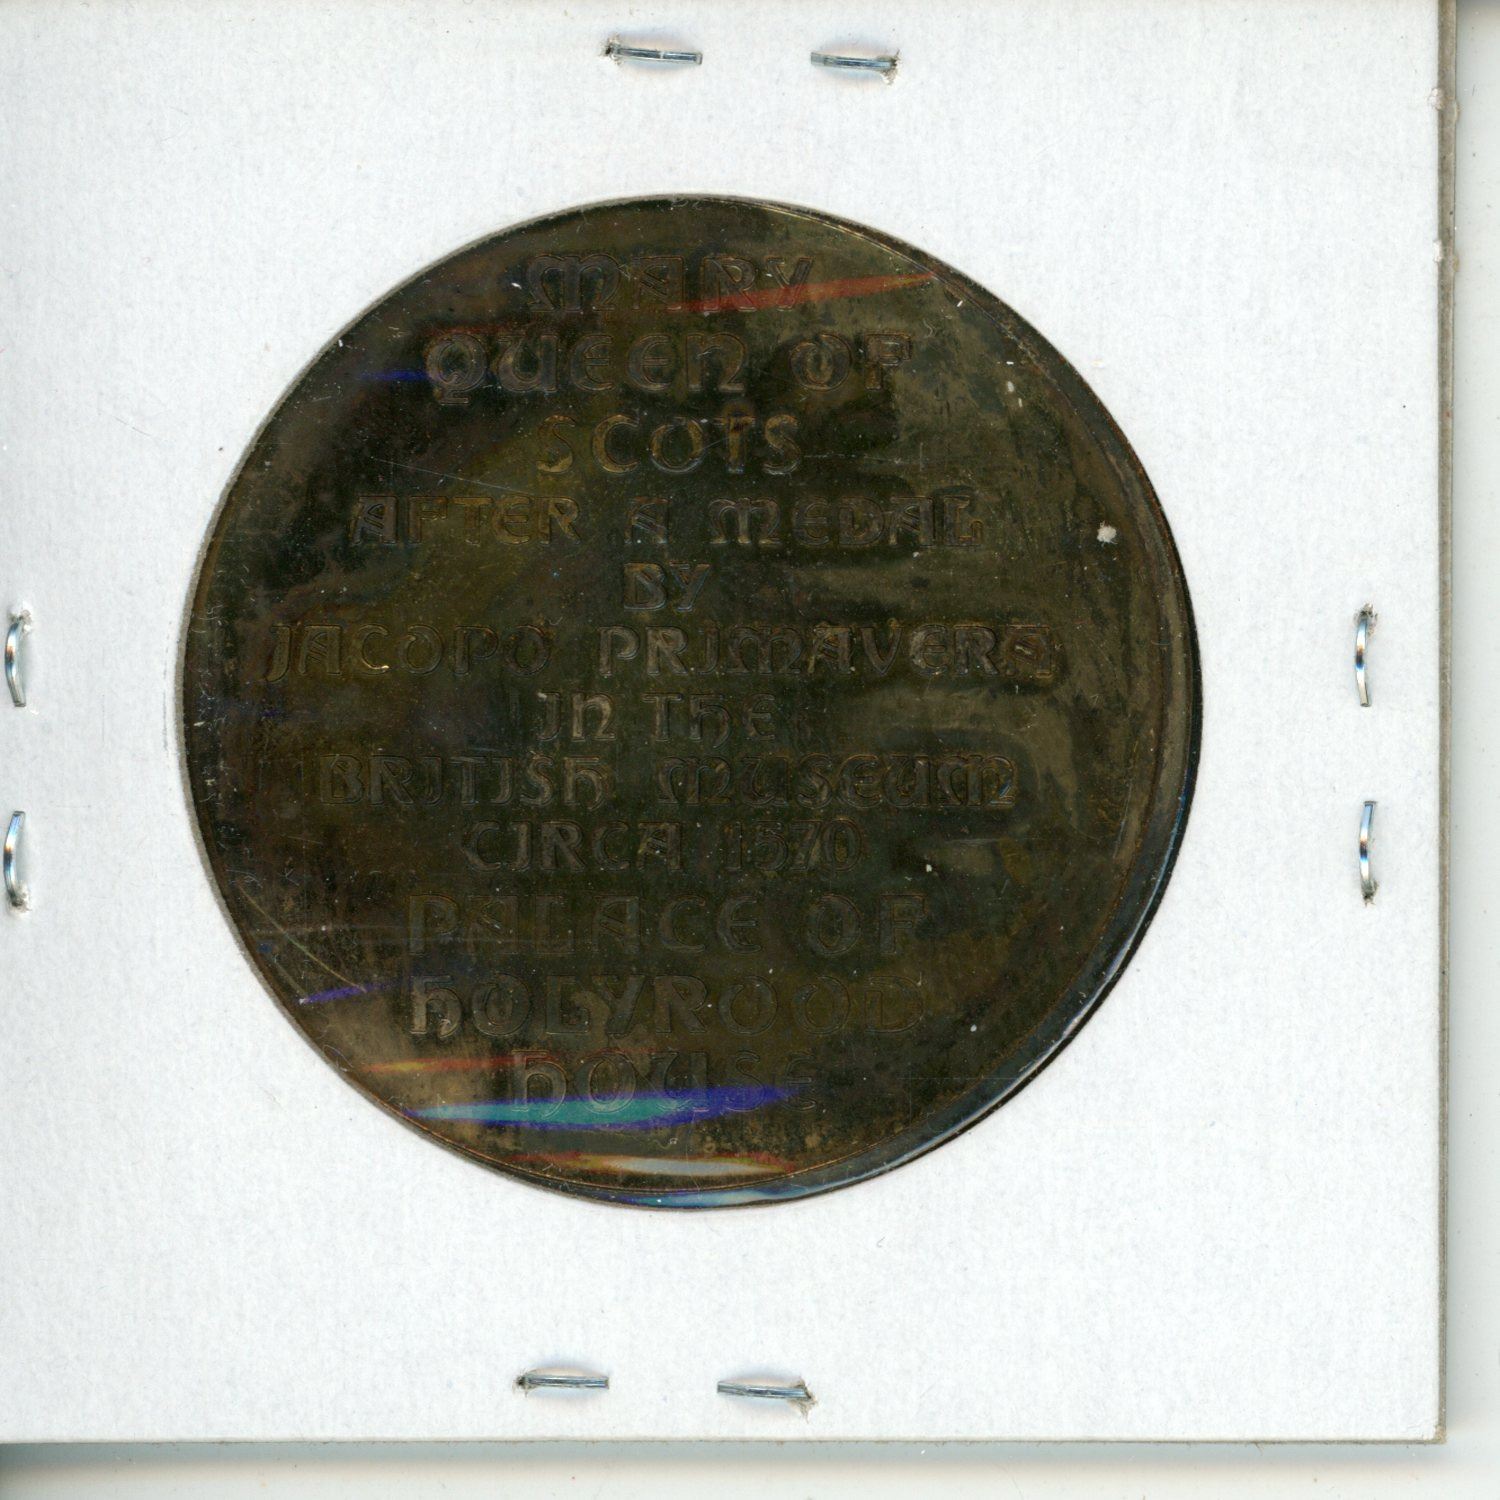 MARY
QUEEN OF
SCOTS
AFTER A MEDAL
BY
JACOPO PRIMAVERA
IN THE
BRITISH MUSEUM
CIRCA 1570
PALACE OF
HOLYROOD
HOUSE